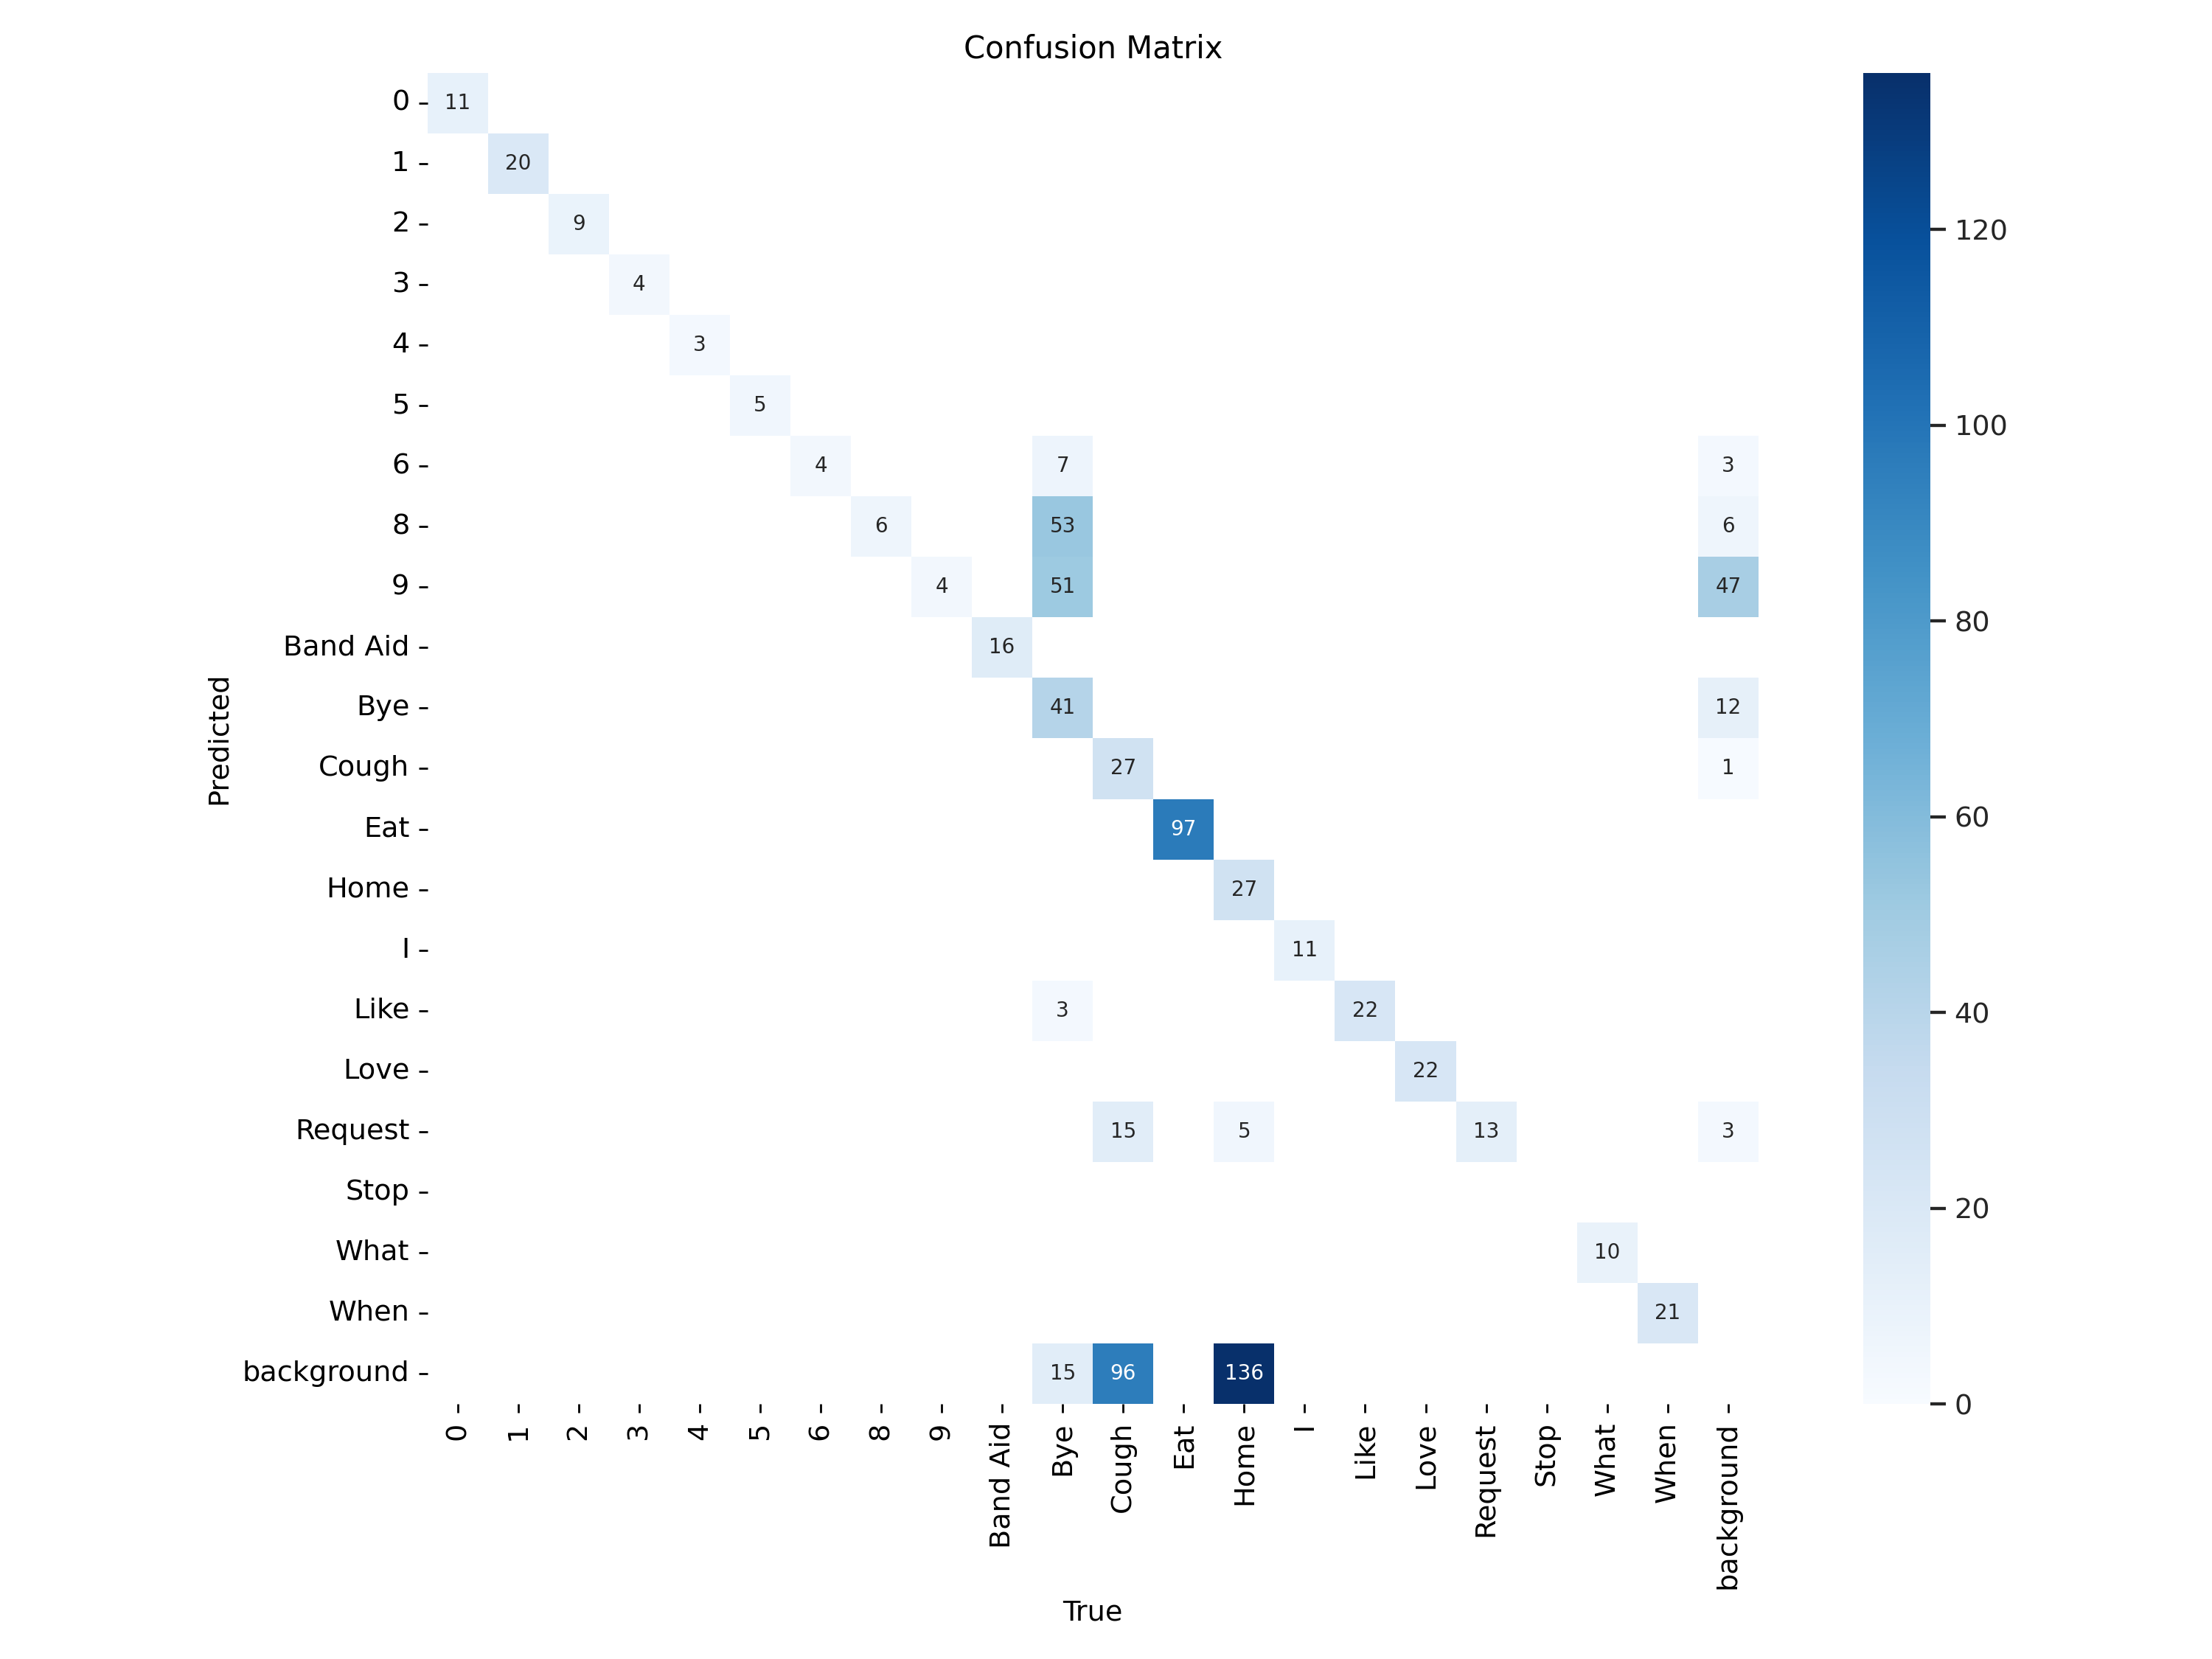 Confusion Matrix
0 11
1 20
2 9
3 4
4 3
5 5
6 4 7 3
8 6 53 6
9 4 51 47
Band Aid 16
Bye 41 12
Cough 27 1
Eat 97
Home 27
I 11
Like 3 22
Love 22
Request 15 5 13 3
Stop
What 10
When 21
background 15 96 136
Predicted
0 1 2 3 4 5 6 8 9 Band Aid Bye Cough Eat Home I Like Love Request Stop What When background
True
120
100
80
60
40
20
0